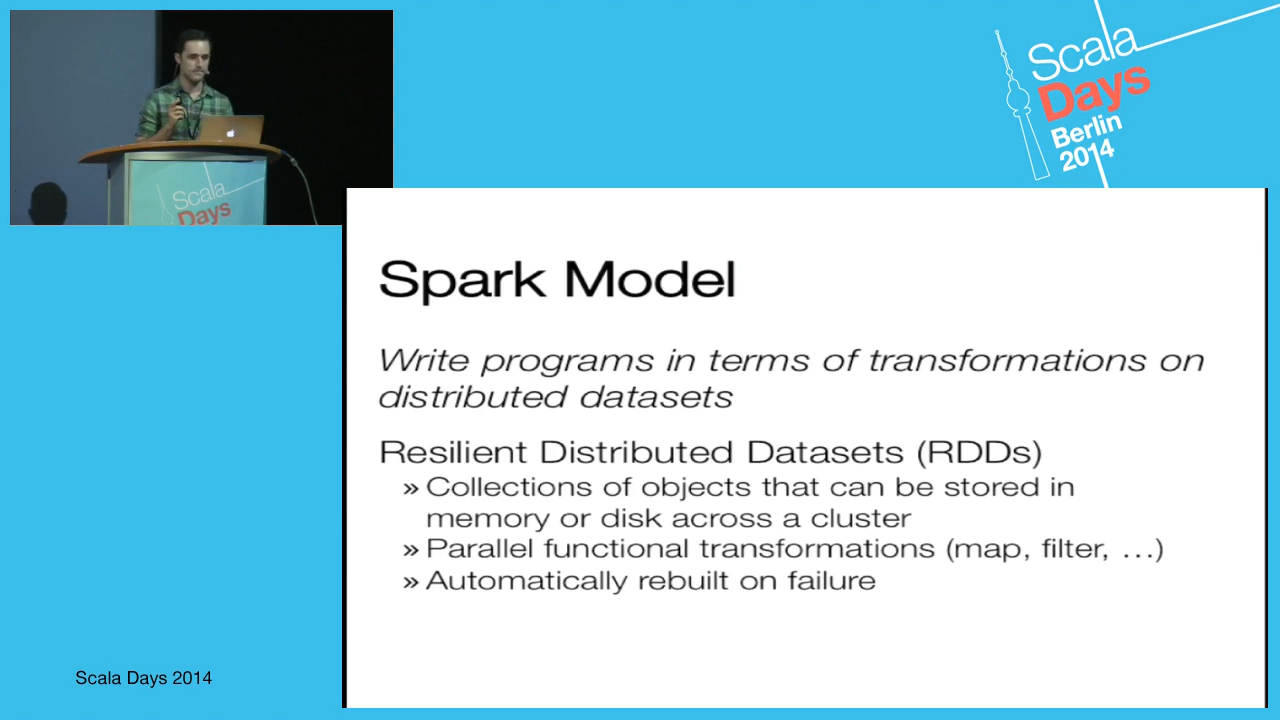 Scala
Days
Berlin
2014
Scala
Days
Spark Model
Write programs in terms of transformations on
distributed datasets
Resilient Distributed Datasets (RDDs)
» Collections of objects that can be stored in
memory or disk across a cluster
» Parallel functional transformations (map, filter, …)
» Automatically rebuilt on failure
Scala Days 2014